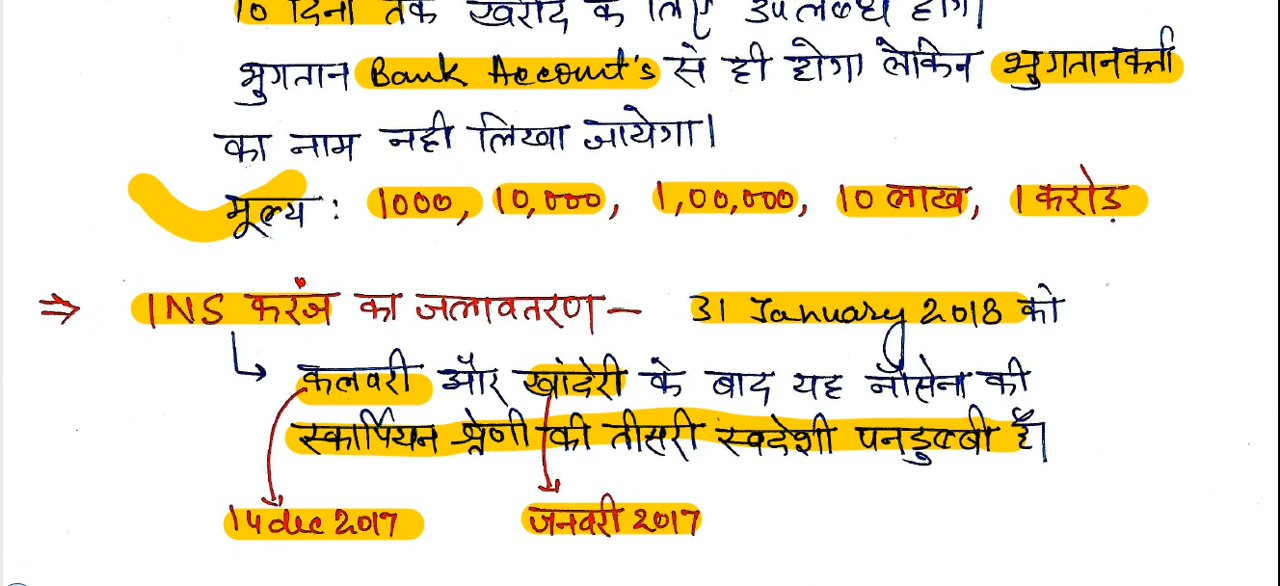 10 दिनों तक खरीद के लिए उपलब्ध होंगे।
भुगतान Bank Account's से ही होगा लेकिन भुगतानकर्ता
का नाम नही लिखा जायेगा।
मूल्य : 1000, 10,000, 1,00,000, 10 लाख, 1 करोड़
⇒ INS करंज का जलावतरण – 31 January 2018 को
↳ कलवरी और खांदेरी के बाद यह नौसेना की
स्कॉर्पियन श्रेणी की तीसरी स्वदेशी पनडुब्बी है।
14 dec 2017 जनवरी 2017